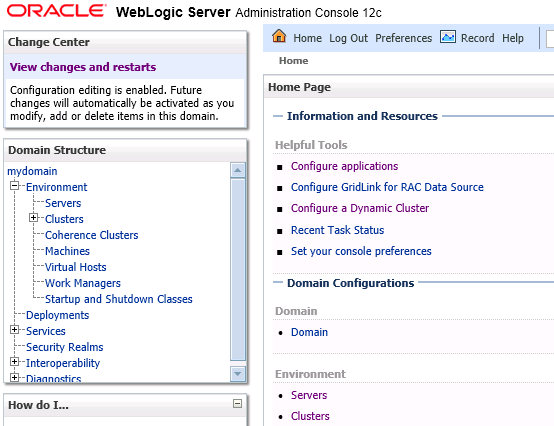 ORACLE WebLogic Server Administration Console 12c
Change Center
View changes and restarts
Configuration editing is enabled. Future
changes will automatically be activated as you
modify, add or delete items in this domain.
Domain Structure
mydomain
Environment
Servers
Clusters
Coherence Clusters
Machines
Virtual Hosts
Work Managers
Startup and Shutdown Classes
Deployments
Services
Security Realms
Interoperability
Diagnostics
How do I...
Home Log Out Preferences Record Help
Home
Home Page
Information and Resources
Helpful Tools
Configure applications
Configure GridLink for RAC Data Source
Configure a Dynamic Cluster
Recent Task Status
Set your console preferences
Domain Configurations
Domain
Domain
Environment
Servers
Clusters